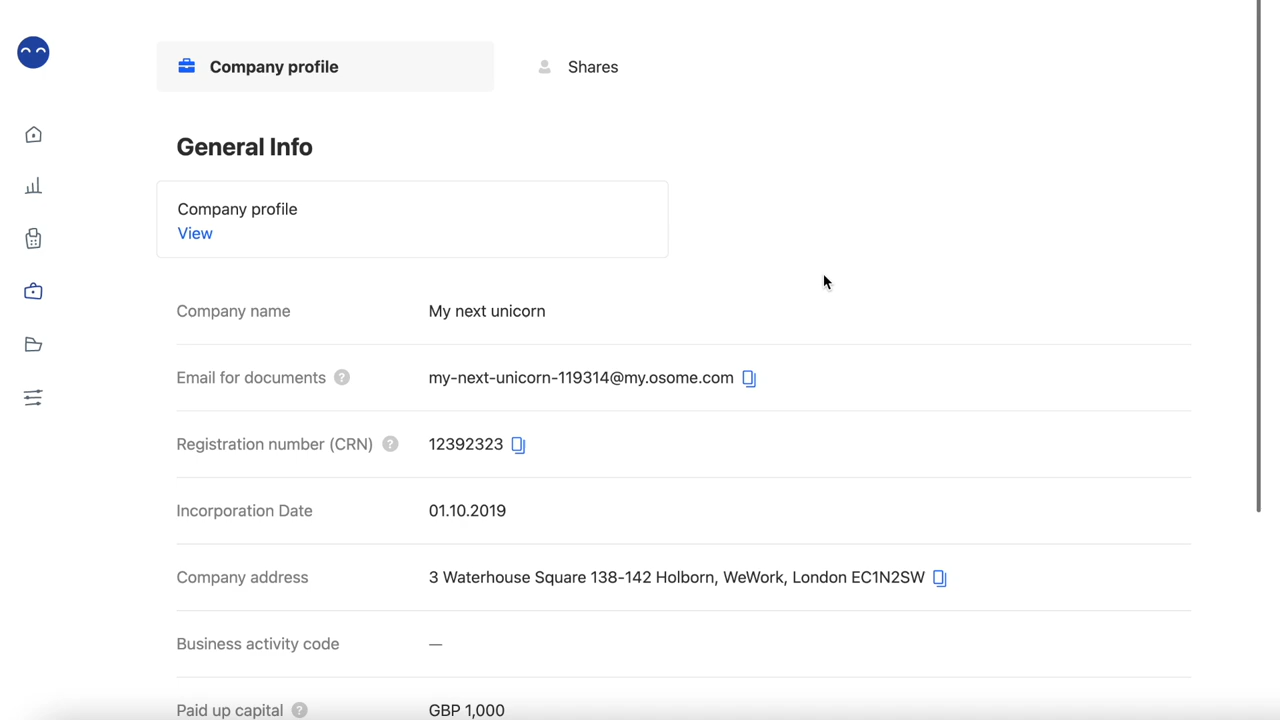 Company profile
Shares
General Info
Company profile
View
Company name My next unicorn
Email for documents ? my-next-unicorn-119314@my.osome.com
Registration number (CRN) ? 12392323
Incorporation Date 01.10.2019
Company address 3 Waterhouse Square 138-142 Holborn, WeWork, London EC1N2SW
Business activity code —
Paid up capital ? GBP 1,000